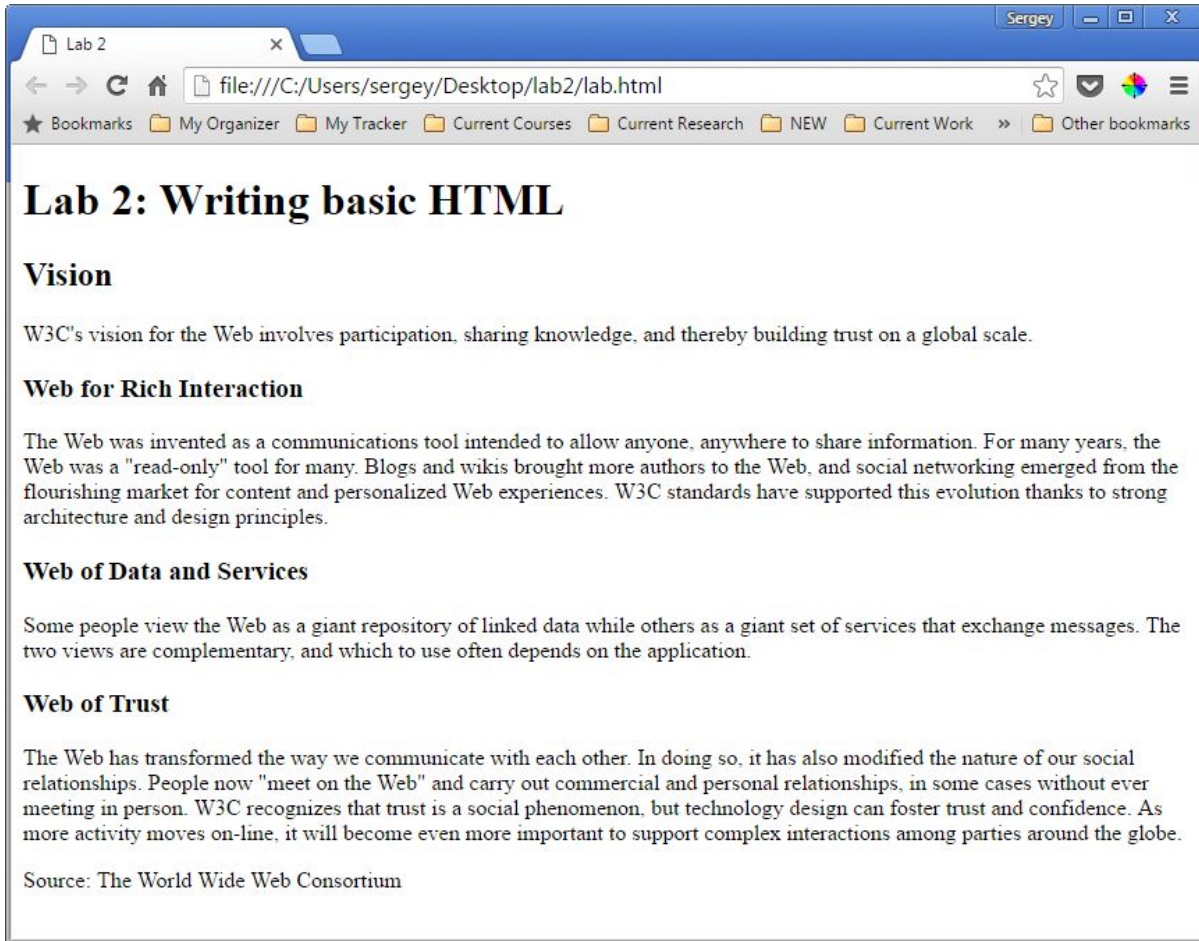 Sergey
Lab 2
file:///C:/Users/sergey/Desktop/lab2/lab.html
Bookmarks My Organizer My Tracker Current Courses Current Research NEW Current Work » Other bookmarks
Lab 2: Writing basic HTML
Vision
W3C's vision for the Web involves participation, sharing knowledge, and thereby building trust on a global scale.
Web for Rich Interaction
The Web was invented as a communications tool intended to allow anyone, anywhere to share information. For many years, the
Web was a "read-only" tool for many. Blogs and wikis brought more authors to the Web, and social networking emerged from the
flourishing market for content and personalized Web experiences. W3C standards have supported this evolution thanks to strong
architecture and design principles.
Web of Data and Services
Some people view the Web as a giant repository of linked data while others as a giant set of services that exchange messages. The
two views are complementary, and which to use often depends on the application.
Web of Trust
The Web has transformed the way we communicate with each other. In doing so, it has also modified the nature of our social
relationships. People now "meet on the Web" and carry out commercial and personal relationships, in some cases without ever
meeting in person. W3C recognizes that trust is a social phenomenon, but technology design can foster trust and confidence. As
more activity moves on-line, it will become even more important to support complex interactions among parties around the globe.
Source: The World Wide Web Consortium